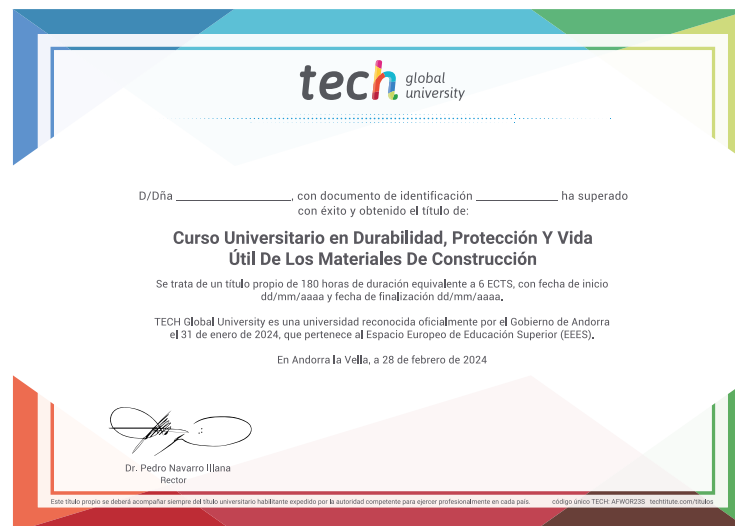 tech global university
D/Dña ____________________, con documento de identificación ______________ ha superado
con éxito y obtenido el título de:
Curso Universitario en Durabilidad, Protección Y Vida
Útil De Los Materiales De Construcción
Se trata de un título propio de 180 horas de duración equivalente a 6 ECTS, con fecha de inicio
dd/mm/aaaa y fecha de finalización dd/mm/aaaa.
TECH Global University es una universidad reconocida oficialmente por el Gobierno de Andorra
el 31 de enero de 2024, que pertenece al Espacio Europeo de Educación Superior (EEES).
En Andorra la Vella, a 28 de febrero de 2024
Dr. Pedro Navarro Illana
Rector
Este título propio se deberá acompañar siempre del título universitario habilitante expedido por la autoridad competente para ejercer profesionalmente en cada país. código único TECH: AFWOR23S techtitute.com/titulos